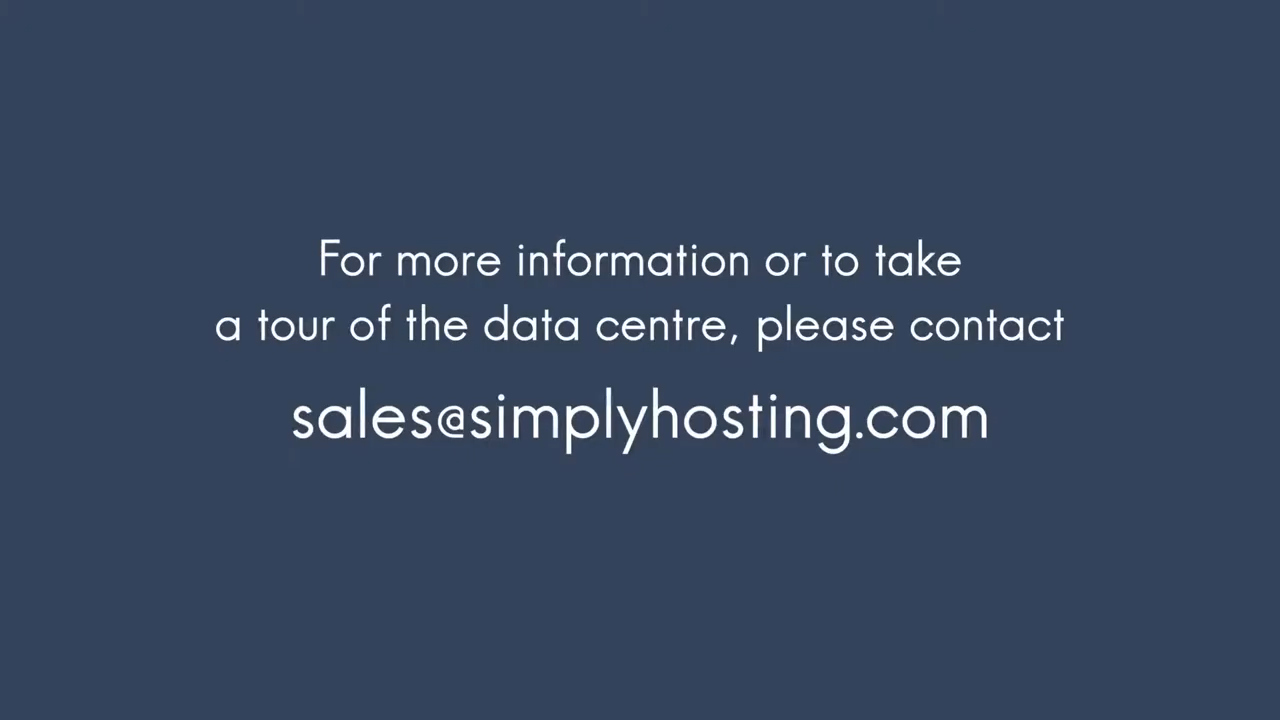 For more information or to take
a tour of the data centre, please contact
sales@simplyhosting.com